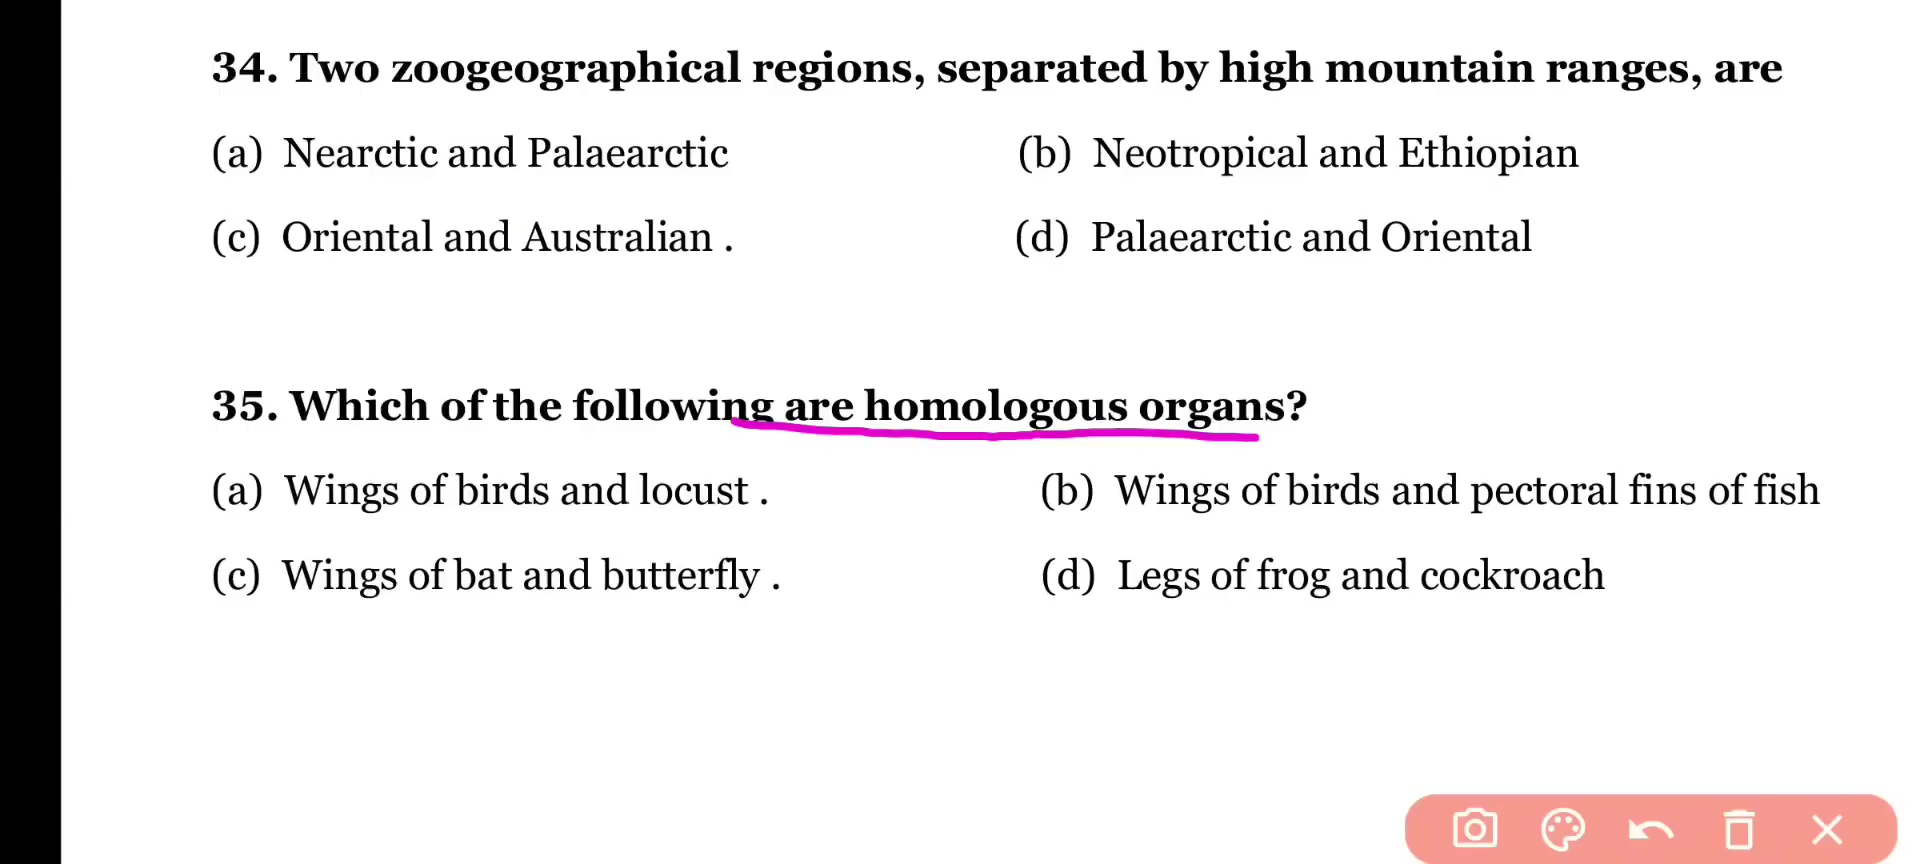 34. Two zoogeographical regions, separated by high mountain ranges, are
(a) Nearctic and Palaearctic (b) Neotropical and Ethiopian
(c) Oriental and Australian . (d) Palaearctic and Oriental
35. Which of the following are homologous organs?
(a) Wings of birds and locust . (b) Wings of birds and pectoral fins of fish
(c) Wings of bat and butterfly . (d) Legs of frog and cockroach